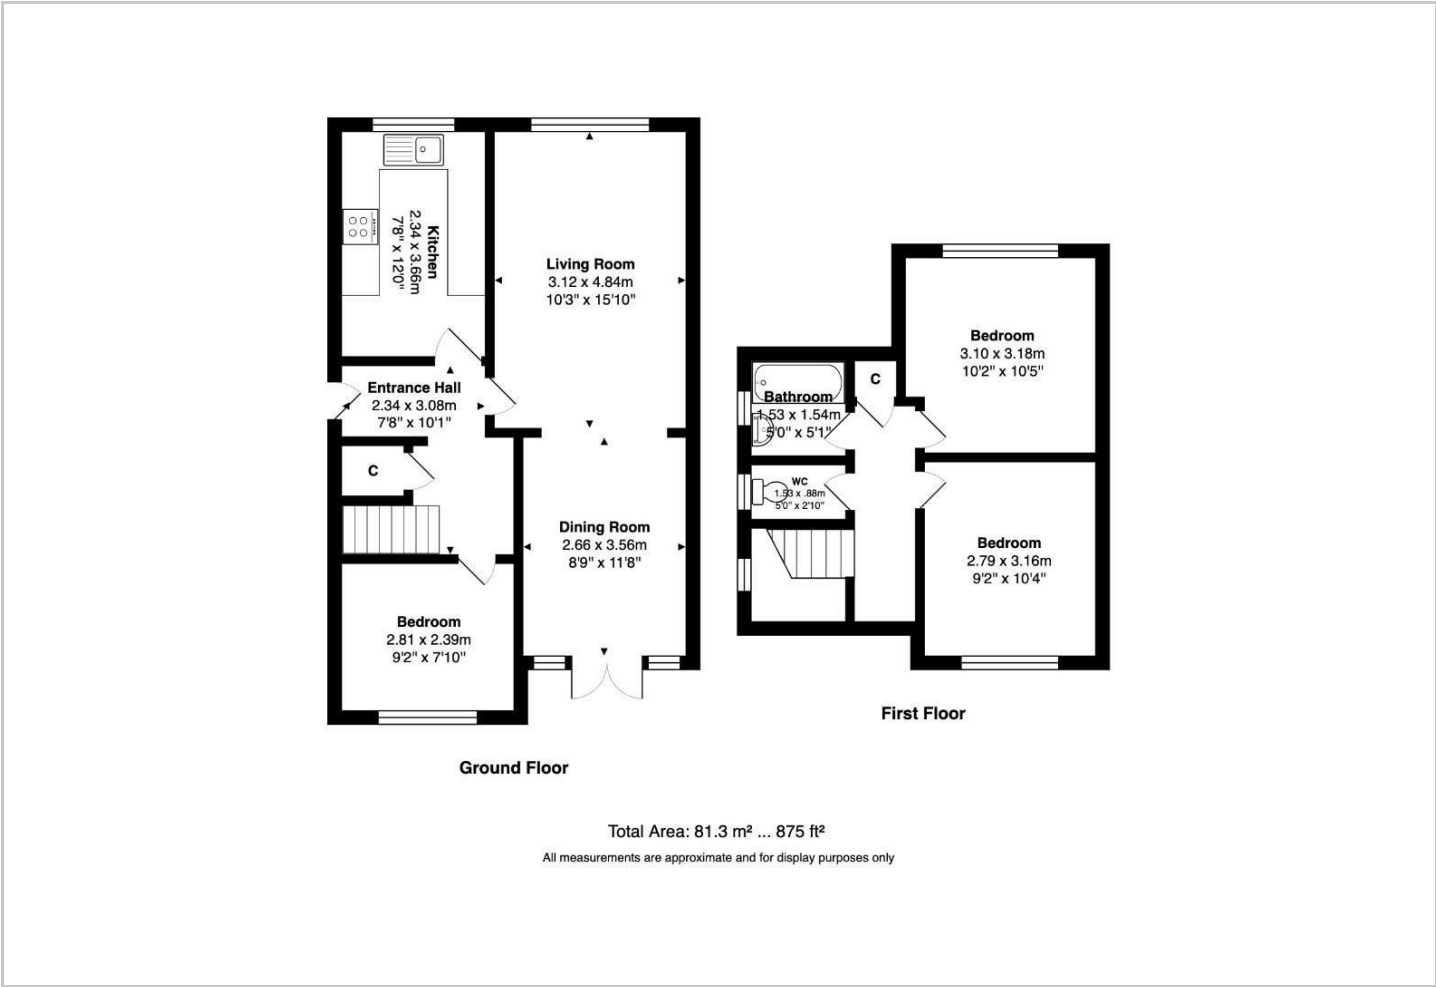 Kitchen
2.34 x 3.66m
7'8" x 12'0"
Living Room
3.12 x 4.84m
10'3" x 15'10"
Entrance Hall
2.34 x 3.08m
7'8" x 10'1"
C
Dining Room
2.66 x 3.56m
8'9" x 11'8"
Bedroom
2.81 x 2.39m
9'2" x 7'10"
Ground Floor
Bedroom
3.10 x 3.18m
10'2" x 10'5"
C
Bathroom
1.53 x 1.54m
5'0" x 5'1"
WC
1.53 x .88m
5'0" x 2'10"
Bedroom
2.79 x 3.16m
9'2" x 10'4"
First Floor
Total Area: 81.3 m² ... 875 ft²
All measurements are approximate and for display purposes only